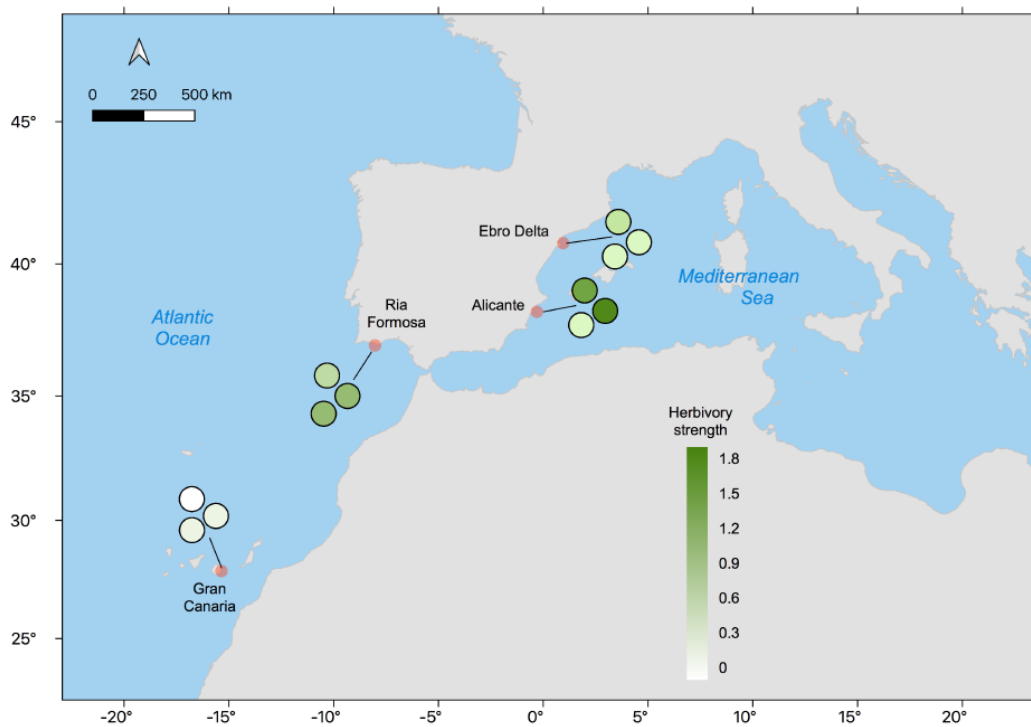 0 250 500 km
45°
40°
35°
30°
25°
Ebro Delta
Alicante
Mediterranean
Sea
Ria
Formosa
Atlantic
Ocean
Herbivory
strength
1.8
1.5
1.2
0.9
0.6
0.3
0
Gran
Canaria
-20° -15° -10° -5° 0° 5° 10° 15° 20°